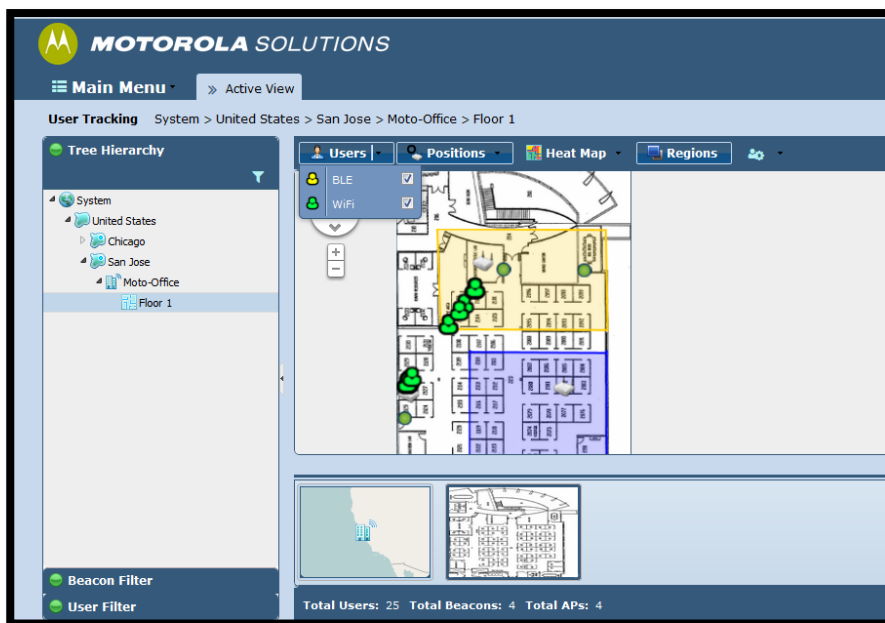 MOTOROLA SOLUTIONS
Main Menu
» Active View
User Tracking System > United States > San Jose > Moto-Office > Floor 1
Tree Hierarchy
Users Positions Heat Map Regions
BLE
WiFi
System
United States
Chicago
San Jose
Moto-Office
Floor 1
Beacon Filter
User Filter
Total Users: 25 Total Beacons: 4 Total APs: 4